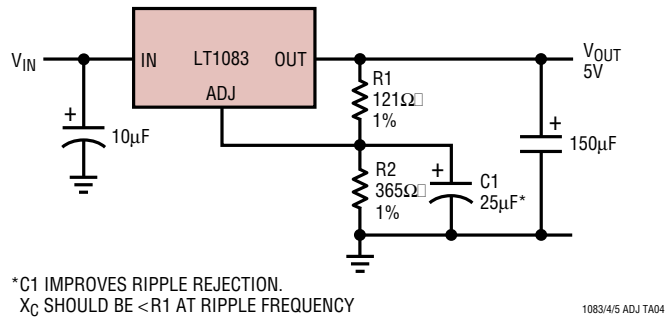 V_IN
IN
LT1083
OUT
ADJ
V_OUT
5V
R1
121Ω
1%
+
10µF
+
150µF
R2
365Ω
1%
+
C1
25µF*
*C1 IMPROVES RIPPLE REJECTION.
X_C SHOULD BE <R1 AT RIPPLE FREQUENCY
1083/4/5 ADJ TA04